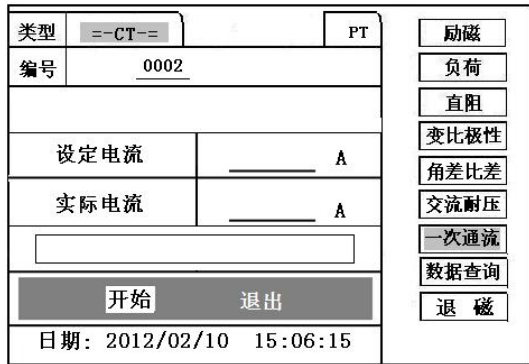 类型 =-CT-= PT
编号 0002
设定电流 A
实际电流 A
开始 退出
日期: 2012/02/10 15:06:15
励磁
负荷
直阻
变比极性
角差比差
交流耐压
一次通流
数据查询
退 磁